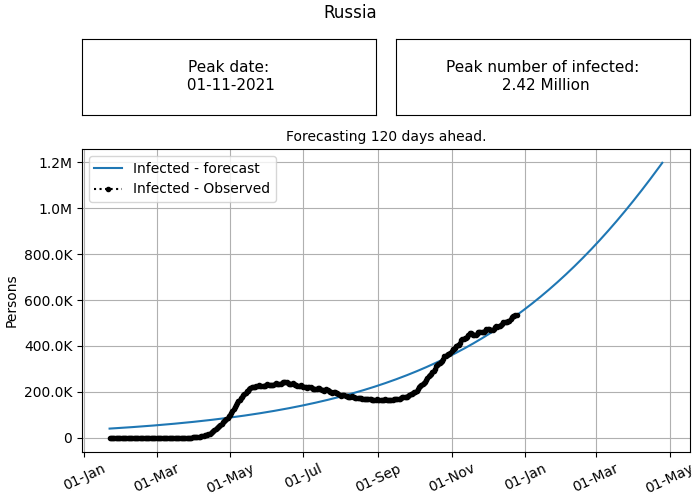 Russia
Peak date:
01-11-2021
Peak number of infected:
2.42 Million
Forecasting 120 days ahead.
Infected - forecast
Infected - Observed
Persons
1.2M
1.0M
800.0K
600.0K
400.0K
200.0K
0
01-Jan
01-Mar
01-May
01-Jul
01-Sep
01-Nov
01-Jan
01-Mar
01-May